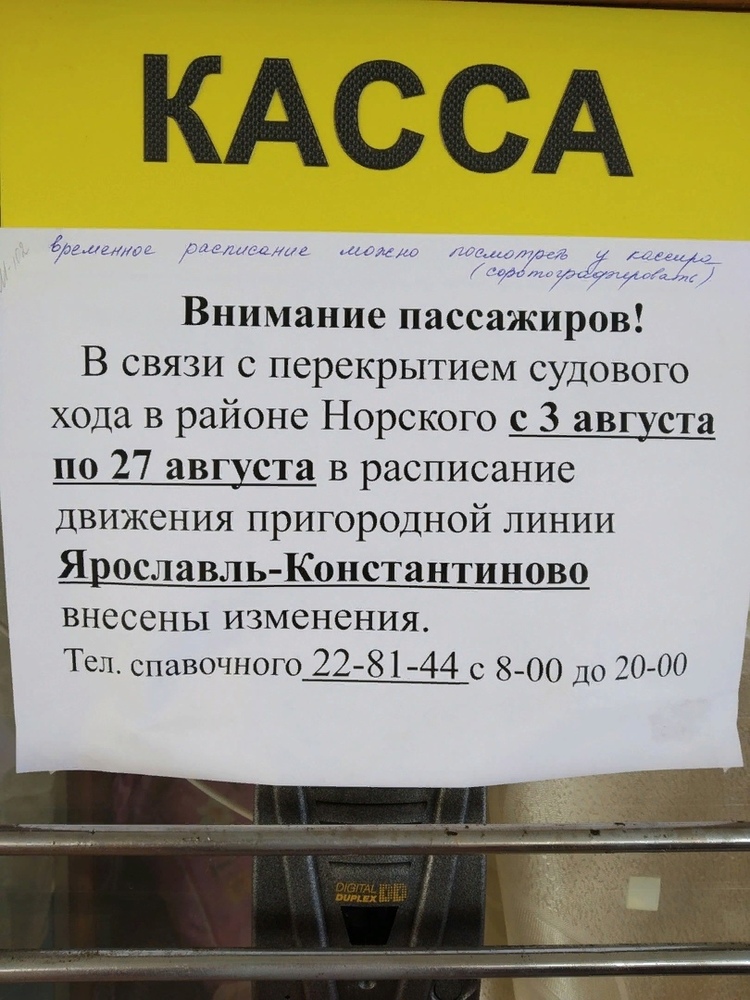 КАССА
временное расписание можно посмотреть у кассира
(сфотографировать)
Внимание пассажиров!
В связи с перекрытием судового
хода в районе Норского с 3 августа
по 27 августа в расписание
движения пригородной линии
Ярославль-Константиново
внесены изменения.
Тел. спавочного 22-81-44 с 8-00 до 20-00
DIGITAL
DUPLEX DD